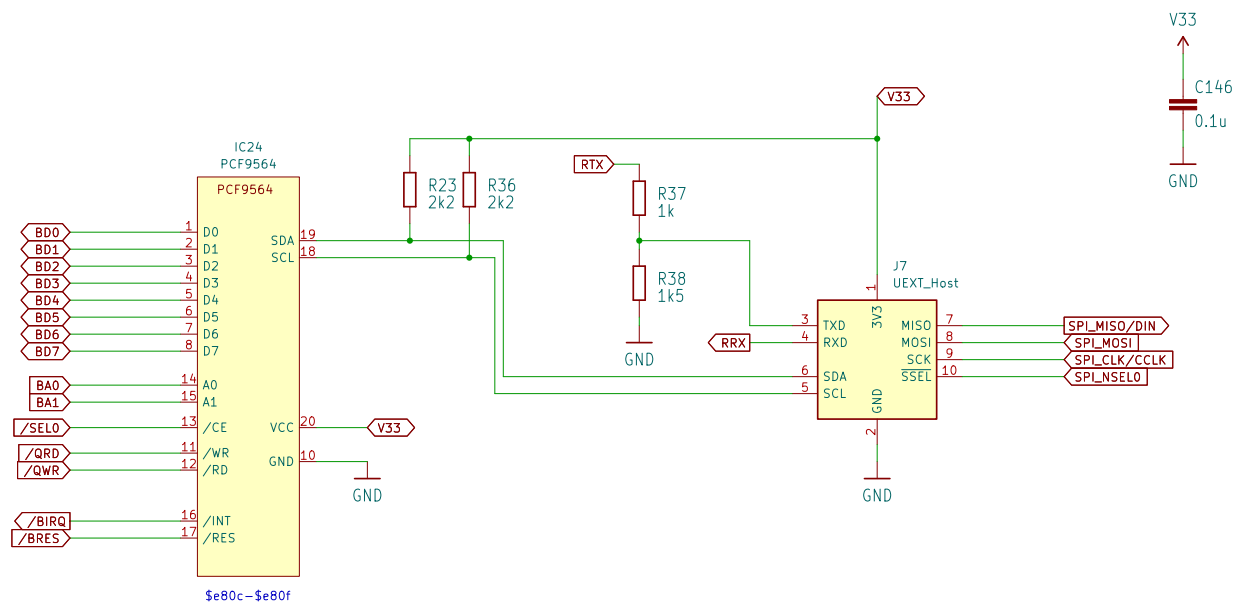 V33
C146
0.1u
GND
V33
IC24
PCF9564
PCF9564
RTX
R23
2k2
R36
2k2
R37
1k
R38
1k5
GND
BD0 1 D0
BD1 2 D1
BD2 3 D2
BD3 4 D3
BD4 5 D4
BD5 6 D5
BD6 7 D6
BD7 8 D7
BA0 14 A0
BA1 15 A1
/SEL0 13 /CE
/QRD 11 /WR
/QWR 12 /RD
/BIRQ 16 /INT
/BRES 17 /RES
SDA 19
SCL 18
VCC 20 V33
GND 10
GND
$e80c-$e80f
J7
UEXT_Host
1
3V3
3 TXD
RRX 4 RXD
6 SDA
5 SCL
MISO 7 SPI_MISO/DIN
MOSI 8 SPI_MOSI
SCK 9 SPI_CLK/CCLK
SSEL 10 SPI_NSEL0
GND
2
GND